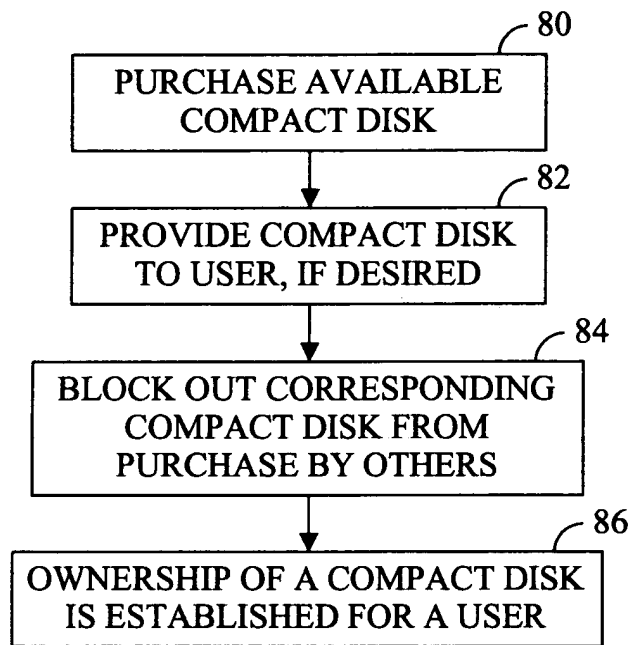 80
PURCHASE AVAILABLE
COMPACT DISK
82
PROVIDE COMPACT DISK
TO USER, IF DESIRED
84
BLOCK OUT CORRESPONDING
COMPACT DISK FROM
PURCHASE BY OTHERS
86
OWNERSHIP OF A COMPACT DISK
IS ESTABLISHED FOR A USER